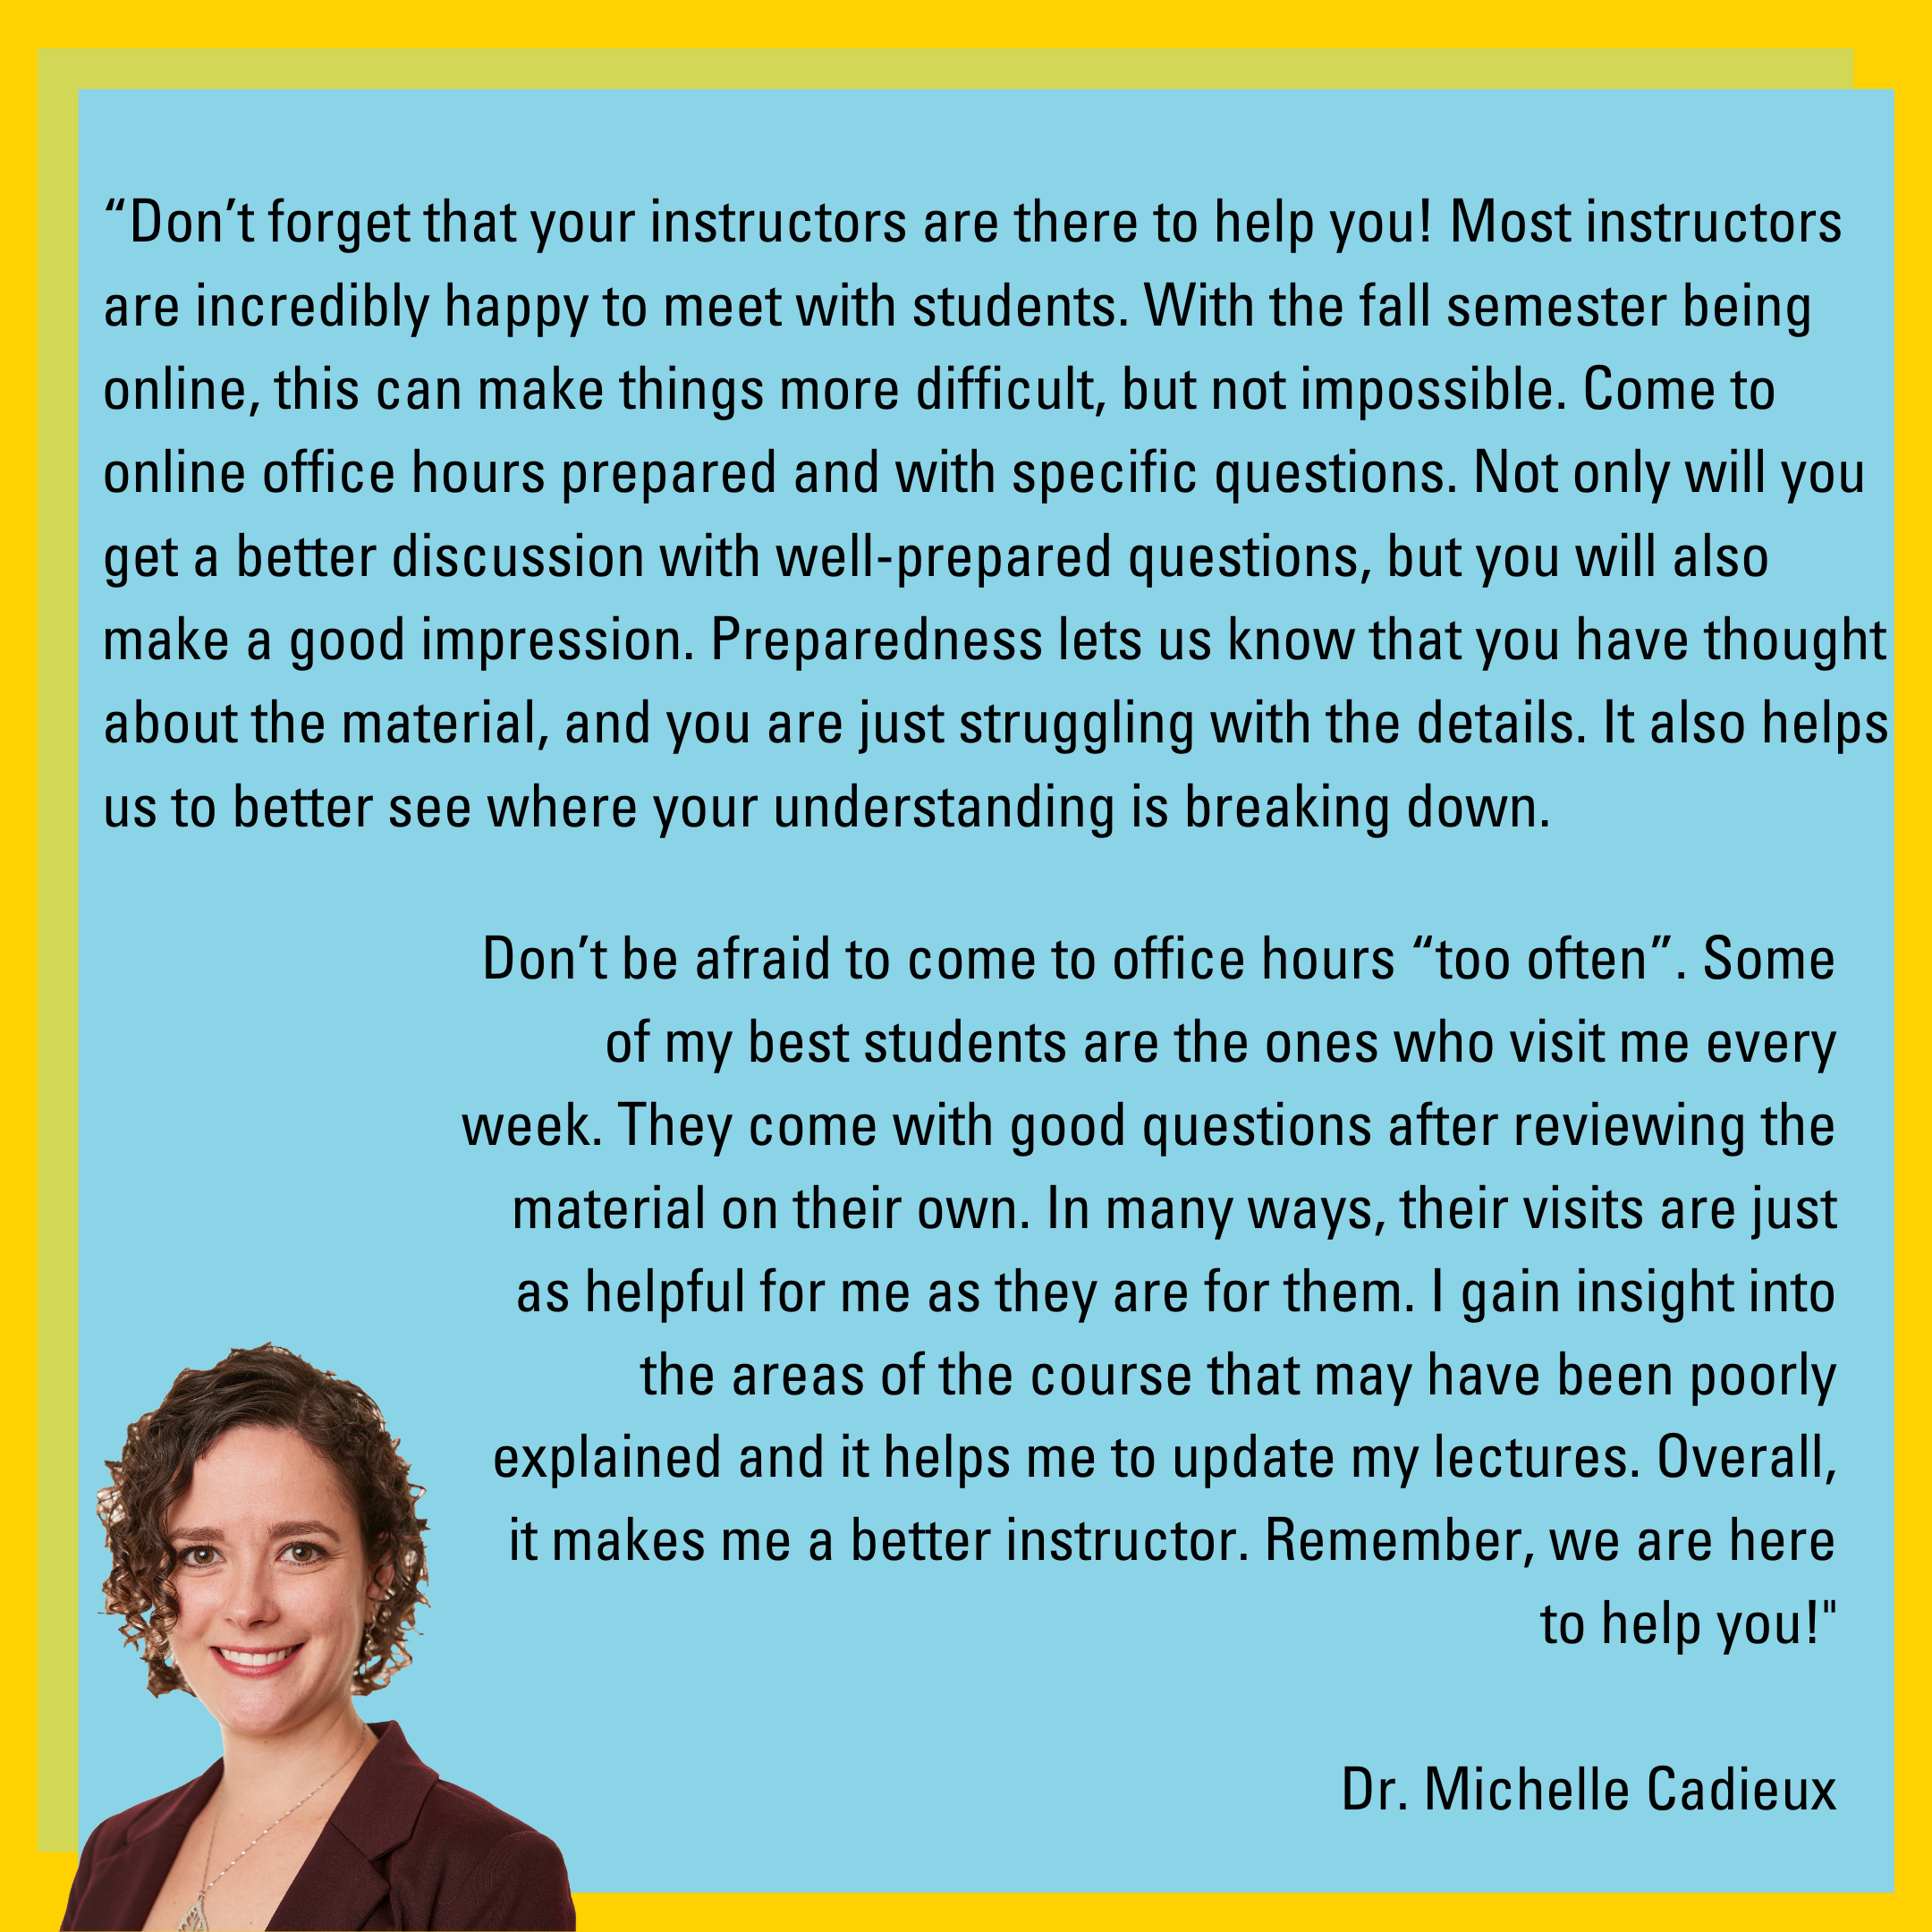 “Don’t forget that your instructors are there to help you! Most instructors
are incredibly happy to meet with students. With the fall semester being
online, this can make things more difficult, but not impossible. Come to
online office hours prepared and with specific questions. Not only will you
get a better discussion with well-prepared questions, but you will also
make a good impression. Preparedness lets us know that you have thought
about the material, and you are just struggling with the details. It also helps
us to better see where your understanding is breaking down.
Don’t be afraid to come to office hours “too often”. Some
of my best students are the ones who visit me every
week. They come with good questions after reviewing the
material on their own. In many ways, their visits are just
as helpful for me as they are for them. I gain insight into
the areas of the course that may have been poorly
explained and it helps me to update my lectures. Overall,
it makes me a better instructor. Remember, we are here
to help you!"
Dr. Michelle Cadieux